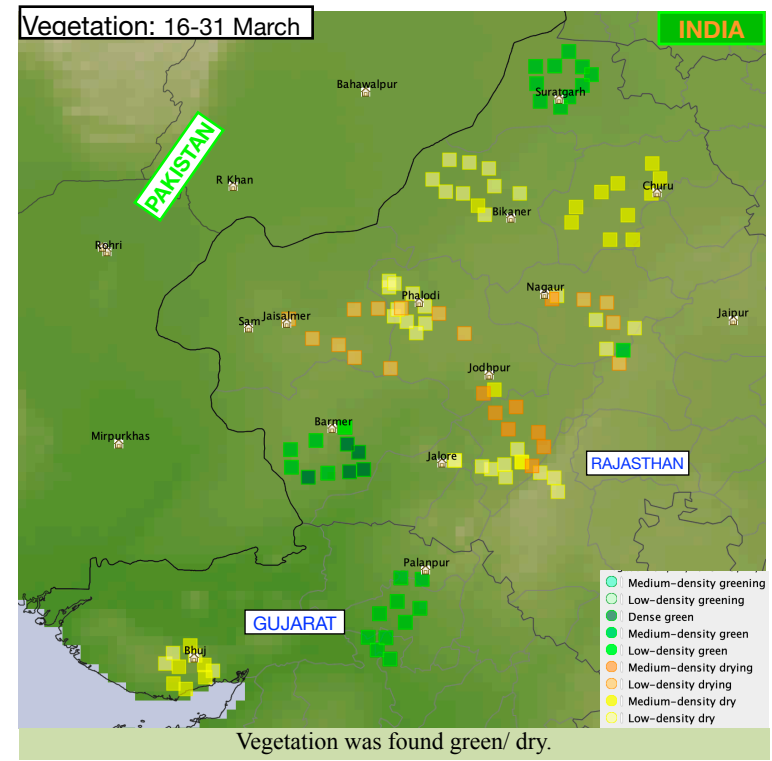 Vegetation: 16-31 March
INDIA
Bahawalpur
Suratgarh
PAKISTAN
R Khan
Churu
Bikaner
Rohri
Nagaur
Phalodi
Sam
Jaisalmer
Jaipur
Jodhpur
Barmer
Mirpurkhas
Jalore
RAJASTHAN
Palanpur
GUJARAT
Bhuj
Medium-density greening
Low-density greening
Dense green
Medium-density green
Low-density green
Medium-density drying
Low-density drying
Medium-density dry
Low-density dry
Vegetation was found green/ dry.